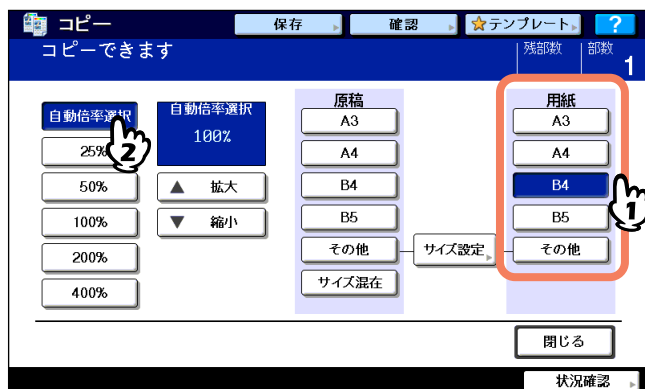 コピー
保存
確認
テンプレート
?
コピーできます
残部数
部数
1
自動倍率選択
25%
50%
100%
200%
400%
自動倍率選択
100%
▲ 拡大
▼ 縮小
原稿
A3
A4
B4
B5
その他
サイズ混在
サイズ設定
用紙
A3
A4
B4
B5
その他
1
2
閉じる
状況確認